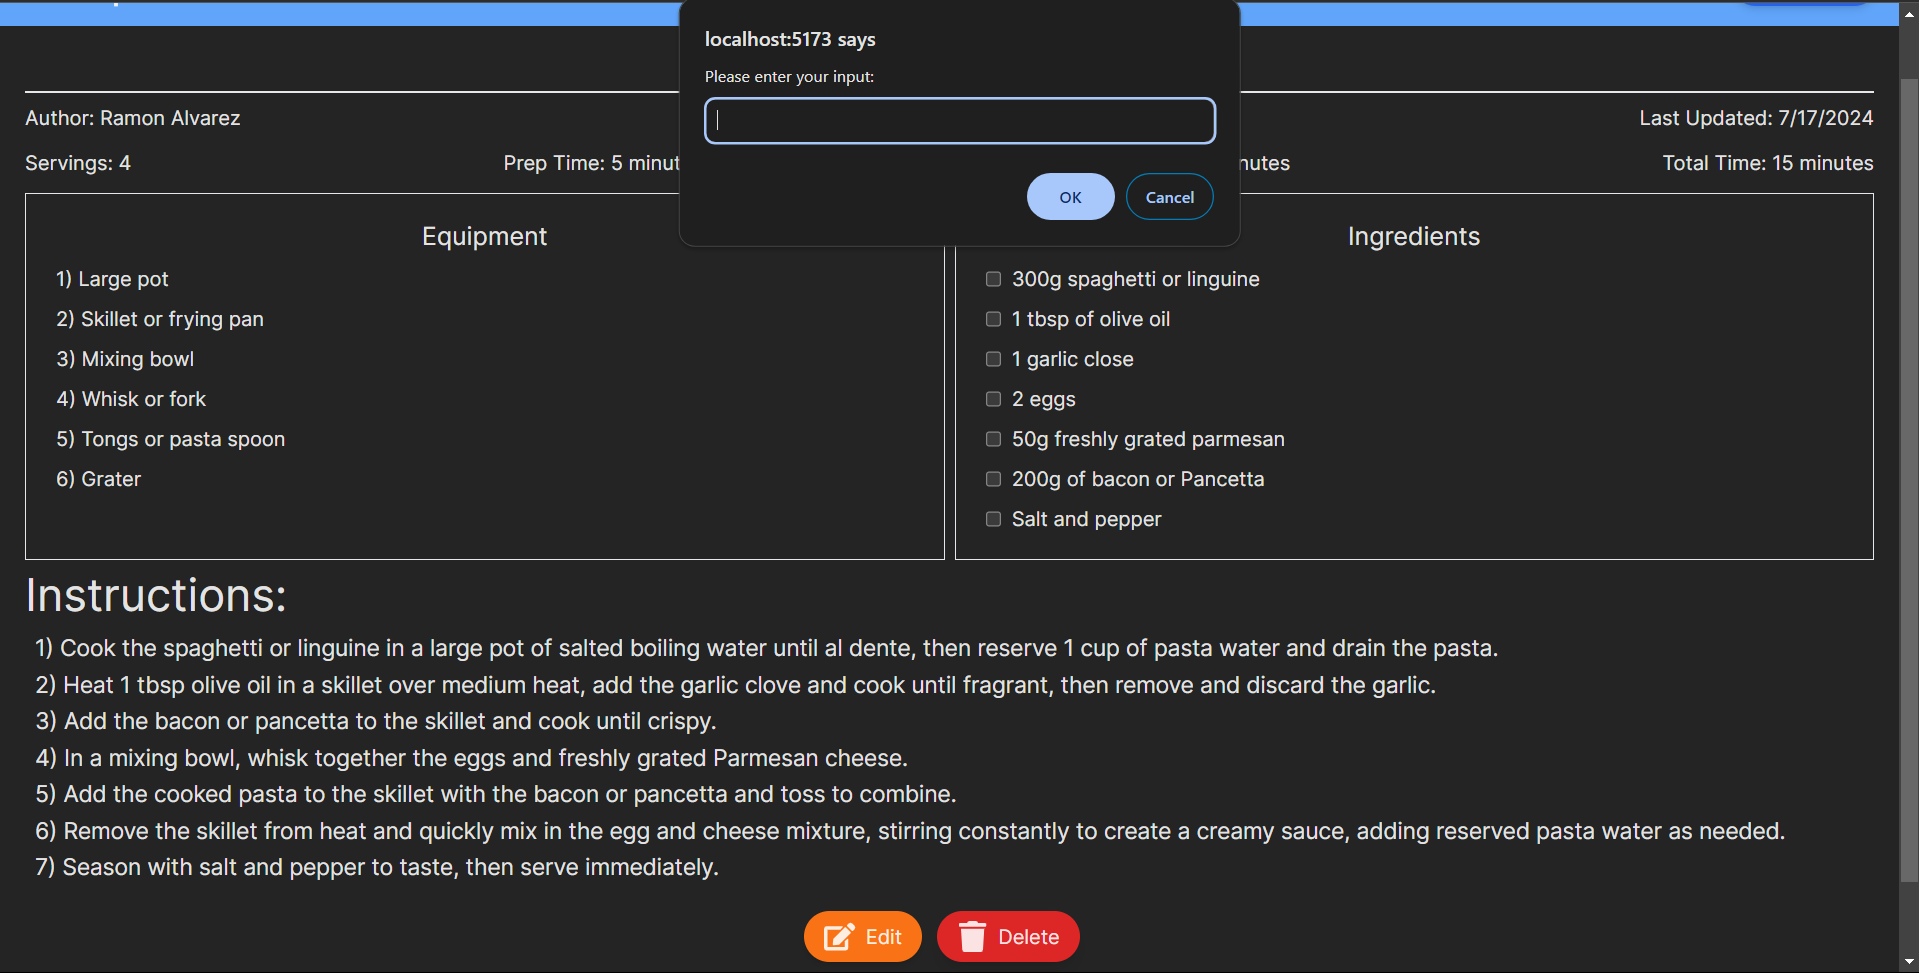 localhost:5173 says
Please enter your input:
OK
Cancel
Author: Ramon Alvarez
Last Updated: 7/17/2024
Servings: 4
Prep Time: 5 minut
nutes
Total Time: 15 minutes
Equipment
1) Large pot
2) Skillet or frying pan
3) Mixing bowl
4) Whisk or fork
5) Tongs or pasta spoon
6) Grater
Ingredients
300g spaghetti or linguine
1 tbsp of olive oil
1 garlic close
2 eggs
50g freshly grated parmesan
200g of bacon or Pancetta
Salt and pepper
Instructions:
1) Cook the spaghetti or linguine in a large pot of salted boiling water until al dente, then reserve 1 cup of pasta water and drain the pasta.
2) Heat 1 tbsp olive oil in a skillet over medium heat, add the garlic clove and cook until fragrant, then remove and discard the garlic.
3) Add the bacon or pancetta to the skillet and cook until crispy.
4) In a mixing bowl, whisk together the eggs and freshly grated Parmesan cheese.
5) Add the cooked pasta to the skillet with the bacon or pancetta and toss to combine.
6) Remove the skillet from heat and quickly mix in the egg and cheese mixture, stirring constantly to create a creamy sauce, adding reserved pasta water as needed.
7) Season with salt and pepper to taste, then serve immediately.
Edit
Delete